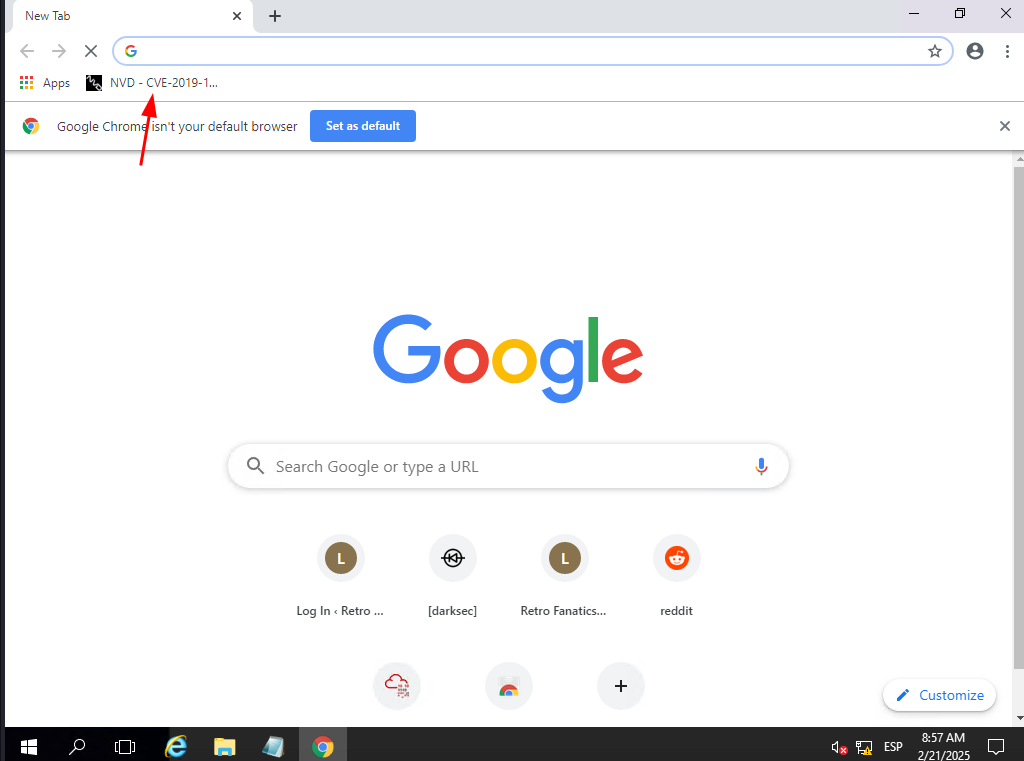 New Tab
Apps NVD - CVE-2019-1...
Google Chrome isn't your default browser Set as default
Google
Search Google or type a URL
L L
Log In ‹ Retro ... [darksec] Retro Fanatics... reddit
Customize
ESP 8:57 AM
2/21/2025